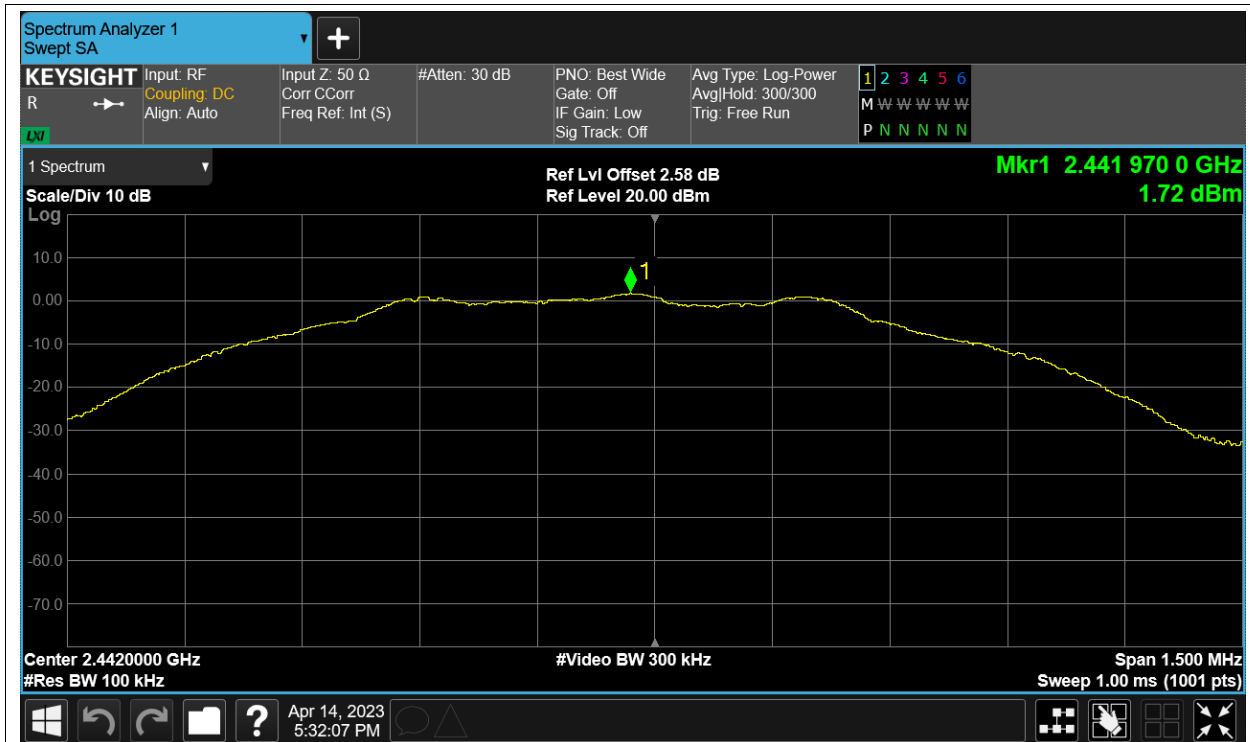 Spectrum Analyzer 1
Swept SA
+
KEYSIGHT
R
LXI
Input: RF
Coupling: DC
Align: Auto
Input Z: 50 Ω
Corr CCorr
Freq Ref: Int (S)
#Atten: 30 dB
PNO: Best Wide
Gate: Off
IF Gain: Low
Sig Track: Off
Avg Type: Log-Power
Avg|Hold: 300/300
Trig: Free Run
1 2 3 4 5 6
M W W W W W
P N N N N N
1 Spectrum
Scale/Div 10 dB
Log
Ref Lvl Offset 2.58 dB
Ref Level 20.00 dBm
Mkr1 2.441 970 0 GHz
1.72 dBm
1
10.0
0.00
-10.0
-20.0
-30.0
-40.0
-50.0
-60.0
-70.0
Center 2.4420000 GHz
#Video BW 300 kHz
Span 1.500 MHz
#Res BW 100 kHz
Sweep 1.00 ms (1001 pts)
?
Apr 14, 2023
5:32:07 PM